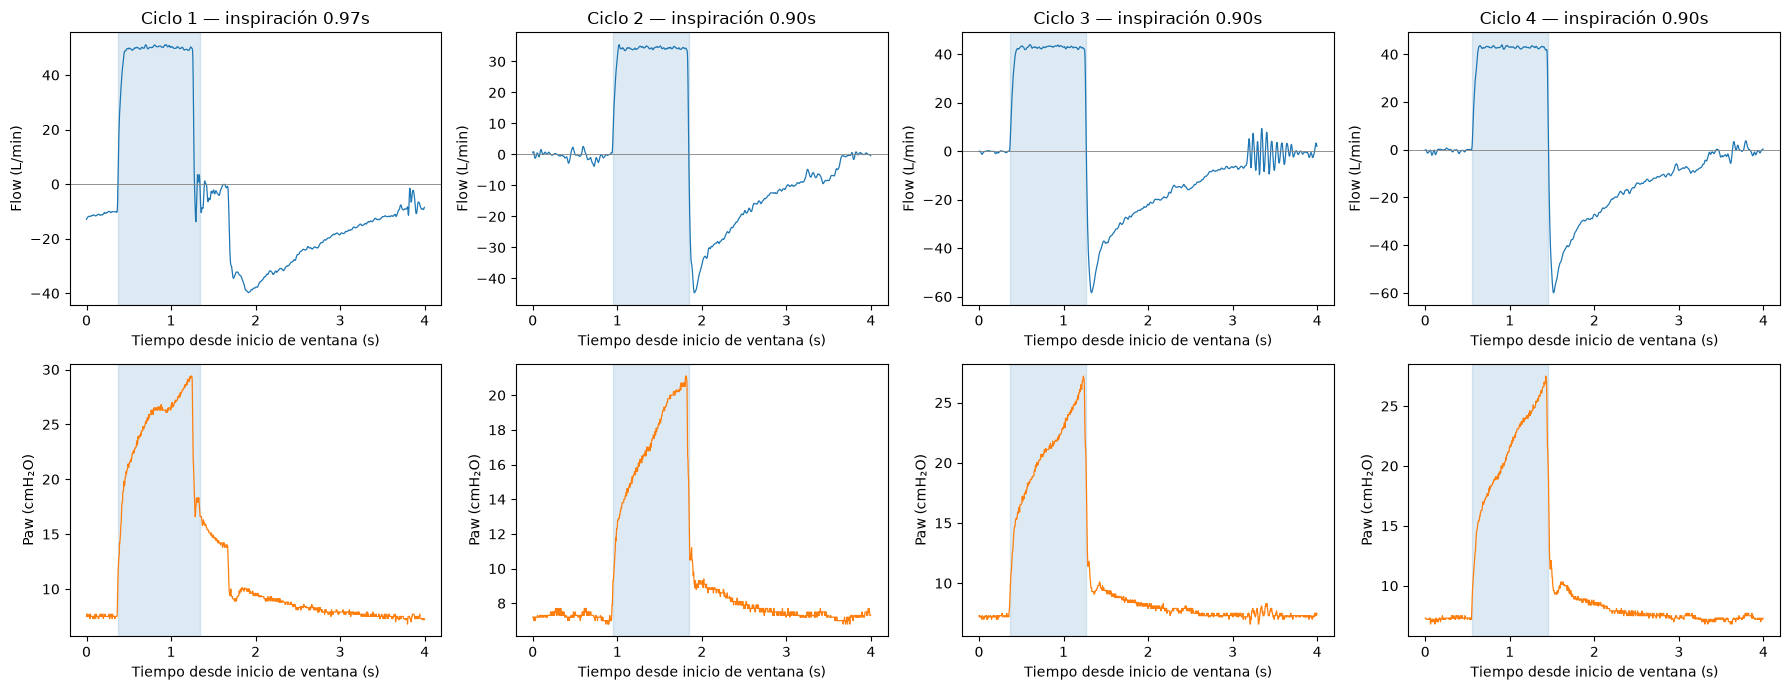 Ciclo 1 — inspiración 0.97s
Ciclo 2 — inspiración 0.90s
Ciclo 3 — inspiración 0.90s
Ciclo 4 — inspiración 0.90s
Flow (L/min)
40
20
0
−20
−40
0 1 2 3 4
Tiempo desde inicio de ventana (s)
Flow (L/min)
30
20
10
0
−10
−20
−30
−40
0 1 2 3 4
Tiempo desde inicio de ventana (s)
Flow (L/min)
40
20
0
−20
−40
−60
0 1 2 3 4
Tiempo desde inicio de ventana (s)
Flow (L/min)
40
20
0
−20
−40
−60
0 1 2 3 4
Tiempo desde inicio de ventana (s)
Paw (cmH₂O)
30
25
20
15
10
0 1 2 3 4
Tiempo desde inicio de ventana (s)
Paw (cmH₂O)
20
18
16
14
12
10
8
0 1 2 3 4
Tiempo desde inicio de ventana (s)
Paw (cmH₂O)
25
20
15
10
0 1 2 3 4
Tiempo desde inicio de ventana (s)
Paw (cmH₂O)
25
20
15
10
0 1 2 3 4
Tiempo desde inicio de ventana (s)